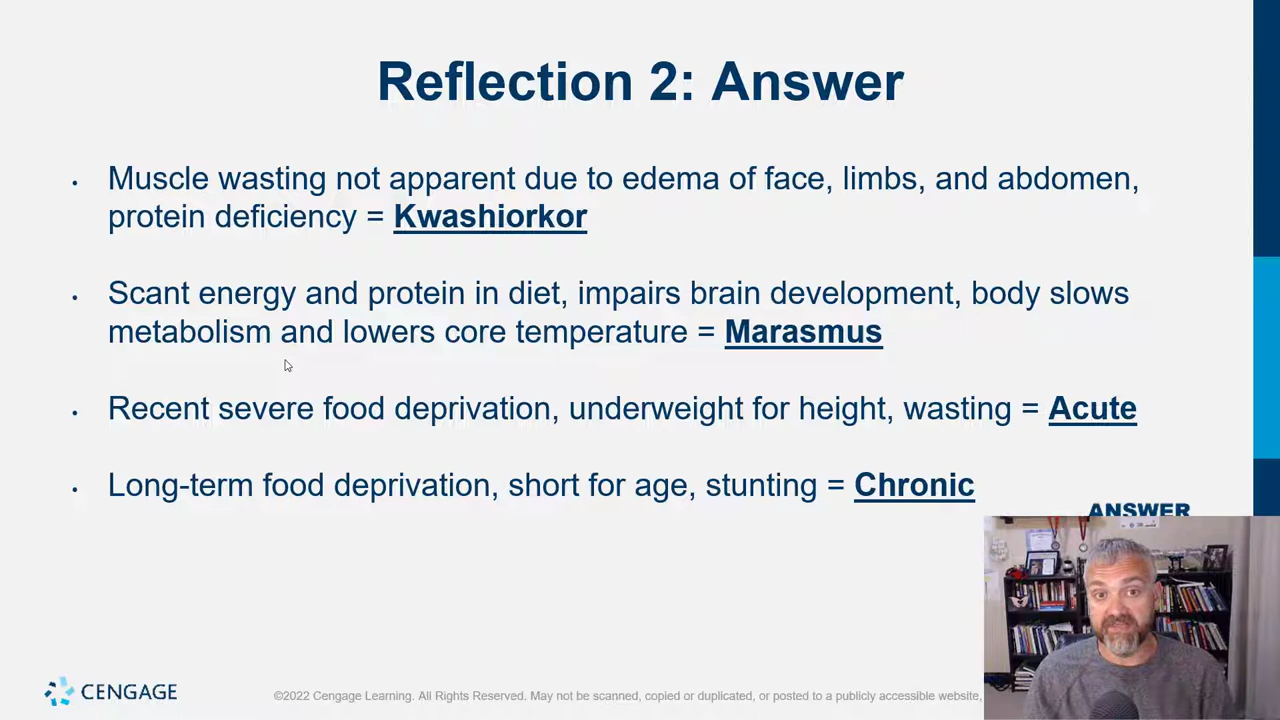 Reflection 2: Answer
• Muscle wasting not apparent due to edema of face, limbs, and abdomen,
protein deficiency = Kwashiorkor
• Scant energy and protein in diet, impairs brain development, body slows
metabolism and lowers core temperature = Marasmus
• Recent severe food deprivation, underweight for height, wasting = Acute
• Long-term food deprivation, short for age, stunting = Chronic
ANSWER
CENGAGE
©2022 Cengage Learning. All Rights Reserved. May not be scanned, copied or duplicated, or posted to a publicly accessible website,